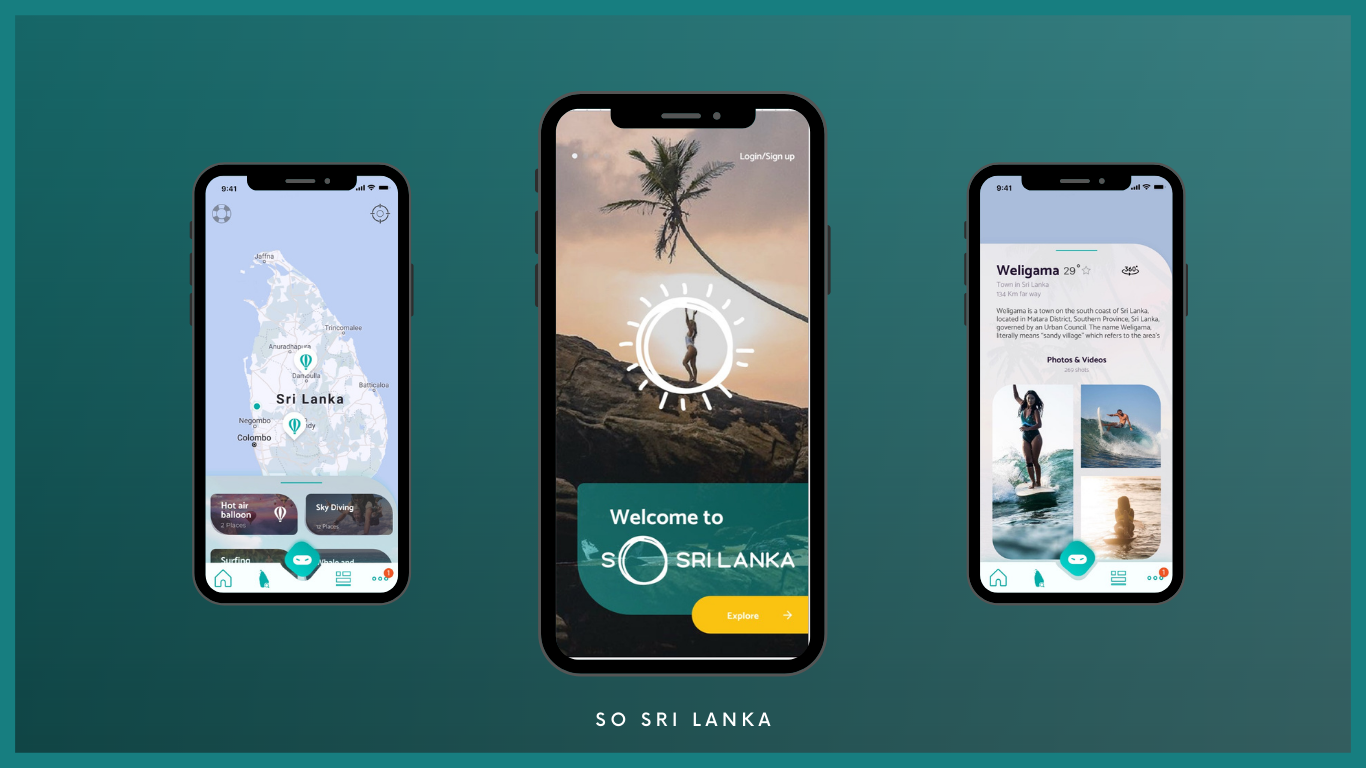 9:41
Jaffna
Trincomalee
Anuradhapura
Dambulla
Batticaloa
Sri Lanka
Negombo
dy
Colombo
Hot air
balloon
2 Places
Sky Diving
12 Places
Surfing
Whale and
1
Login/Sign up
Welcome to
SO SRI LANKA
Explore
9:41
Weligama 29°
360°
Town in Sri Lanka
134 Km far way
Weligama is a town on the south coast of Sri Lanka,
located in Matara District, Southern Province, Sri Lanka,
governed by an Urban Council. The name Weligama,
literally means "sandy village" which refers to the area's
Photos & Videos
1
SO SRI LANKA